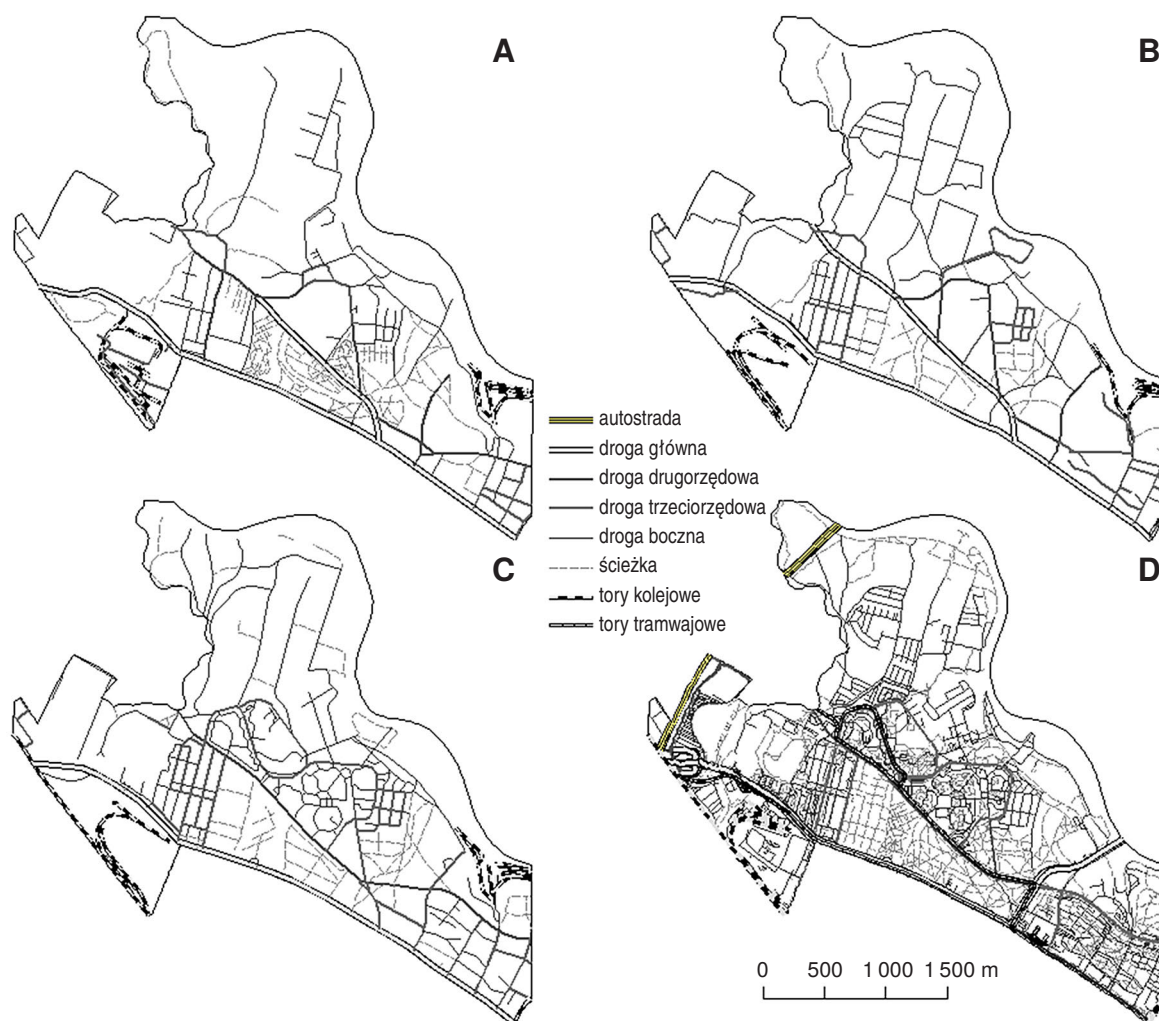 A
B
autostrada
droga główna
droga drugorzędowa
droga trzeciorzędowa
droga boczna
ścieżka
tory kolejowe
tory tramwajowe
C
D
0 500 1 000 1 500 m